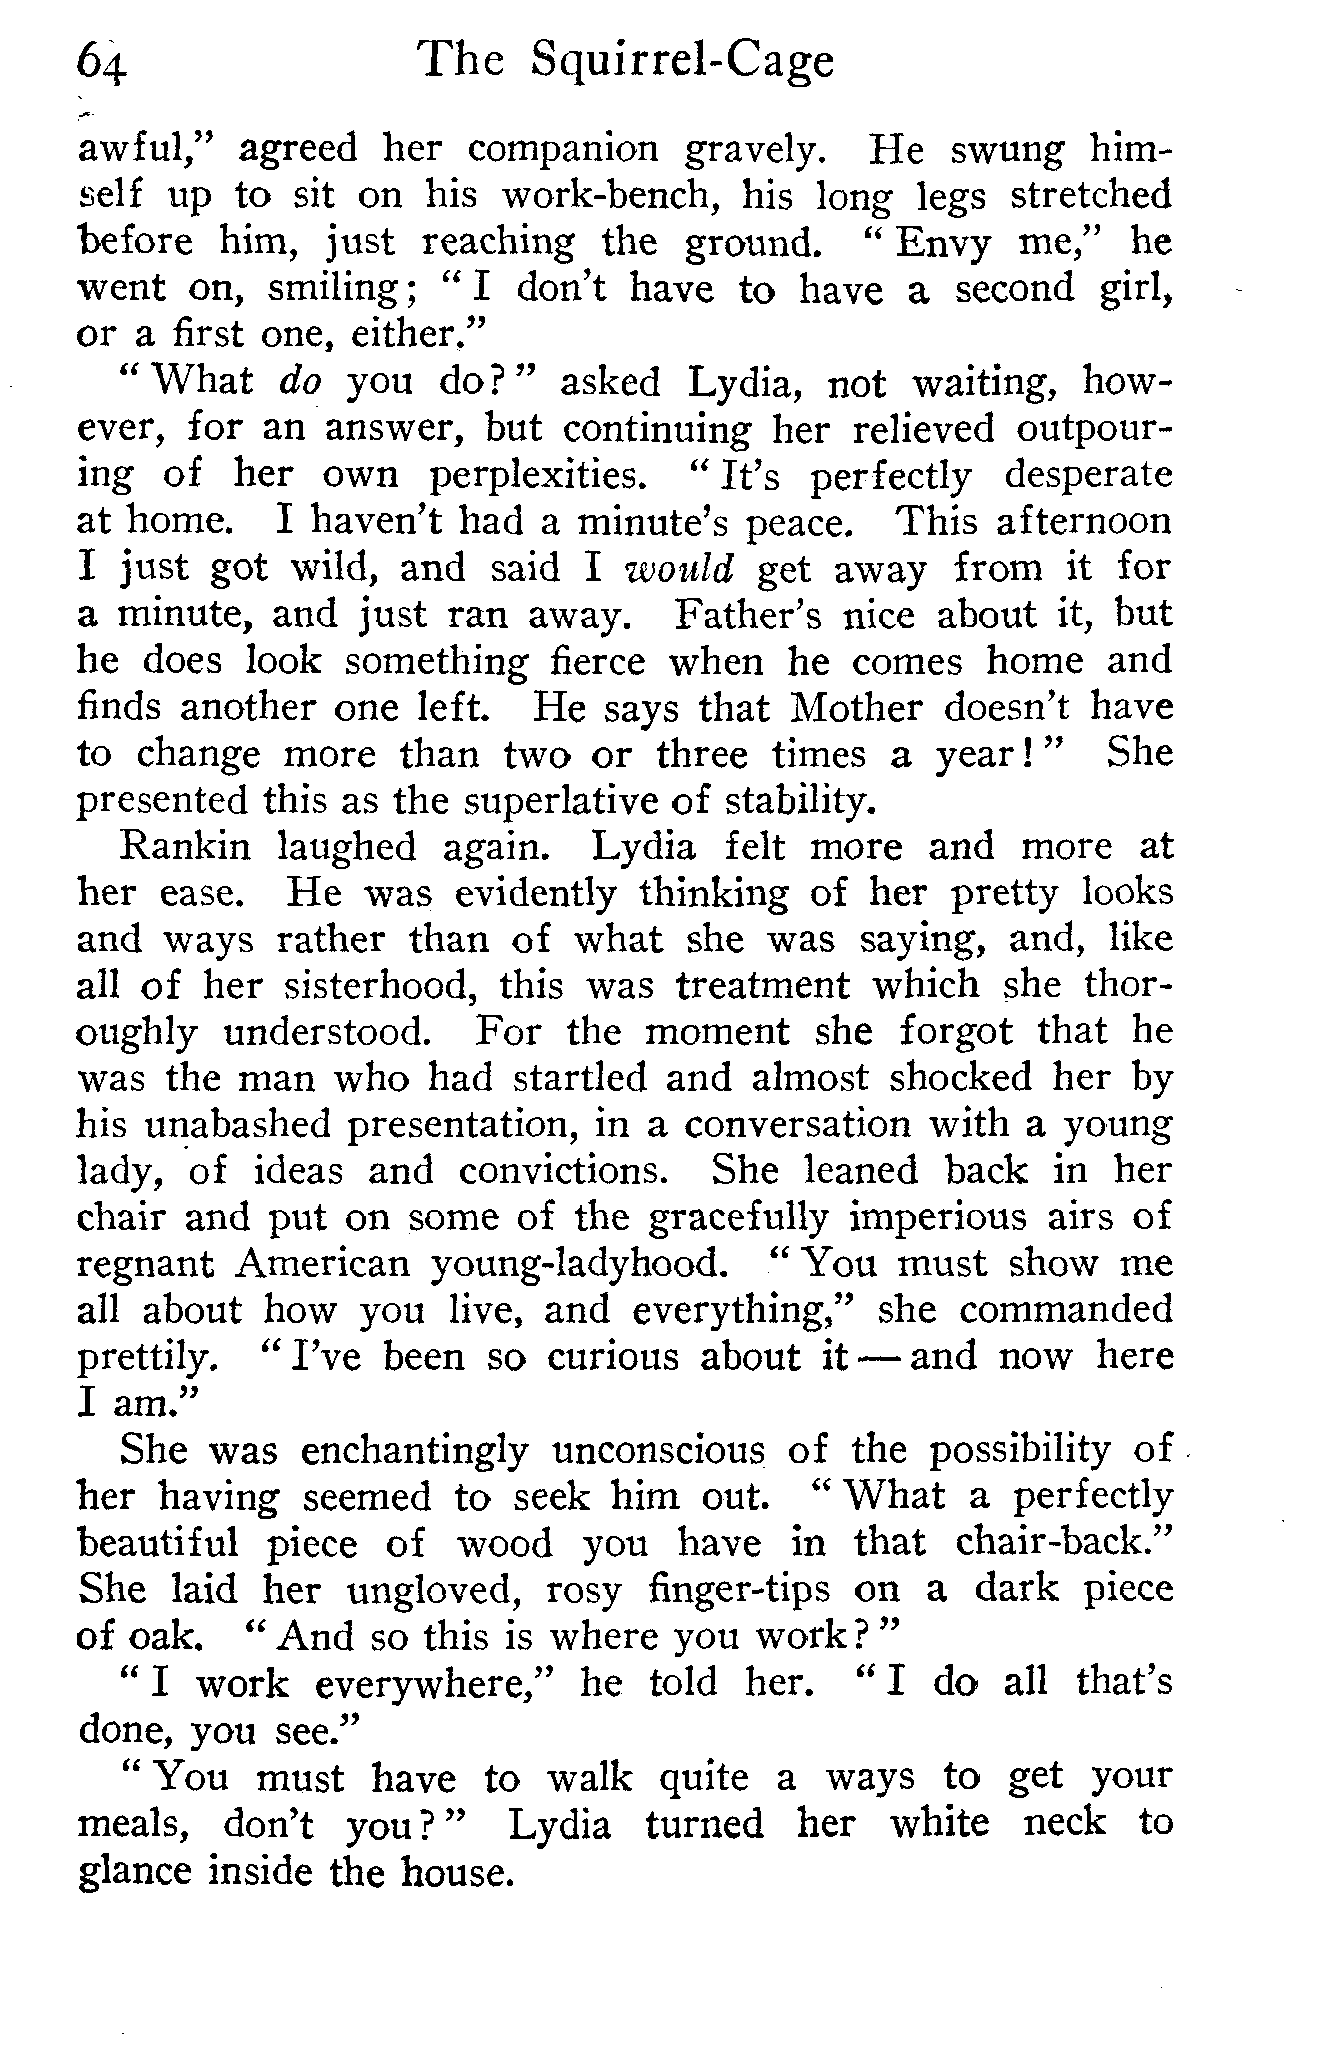 64 The Squirrel-Cage
awful," agreed her companion gravely. He swung him-
self up to sit on his work-bench, his long legs stretched
before him, just reaching the ground. "Envy me," he
went on, smiling; "I don't have to have a second girl,
or a first one, either."
"What do you do?" asked Lydia, not waiting, how-
ever, for an answer, but continuing her relieved outpour-
ing of her own perplexities. "It's perfectly desperate
at home. I haven't had a minute's peace. This afternoon
I just got wild, and said I would get away from it for
a minute, and just ran away. Father's nice about it, but
he does look something fierce when he comes home and
finds another one left. He says that Mother doesn't have
to change more than two or three times a year!" She
presented this as the superlative of stability.
Rankin laughed again. Lydia felt more and more at
her ease. He was evidently thinking of her pretty looks
and ways rather than of what she was saying, and, like
all of her sisterhood, this was treatment which she thor-
oughly understood. For the moment she forgot that he
was the man who had startled and almost shocked her by
his unabashed presentation, in a conversation with a young
lady, of ideas and convictions. She leaned back in her
chair and put on some of the gracefully imperious airs of
regnant American young-ladyhood. "You must show me
all about how you live, and everything," she commanded
prettily. "I've been so curious about it — and now here
I am."
She was enchantingly unconscious of the possibility of
her having seemed to seek him out. "What a perfectly
beautiful piece of wood you have in that chair-back."
She laid her ungloved, rosy finger-tips on a dark piece
of oak. "And so this is where you work?"
"I work everywhere," he told her. "I do all that's
done, you see."
"You must have to walk quite a ways to get your
meals, don't you?" Lydia turned her white neck to
glance inside the house.